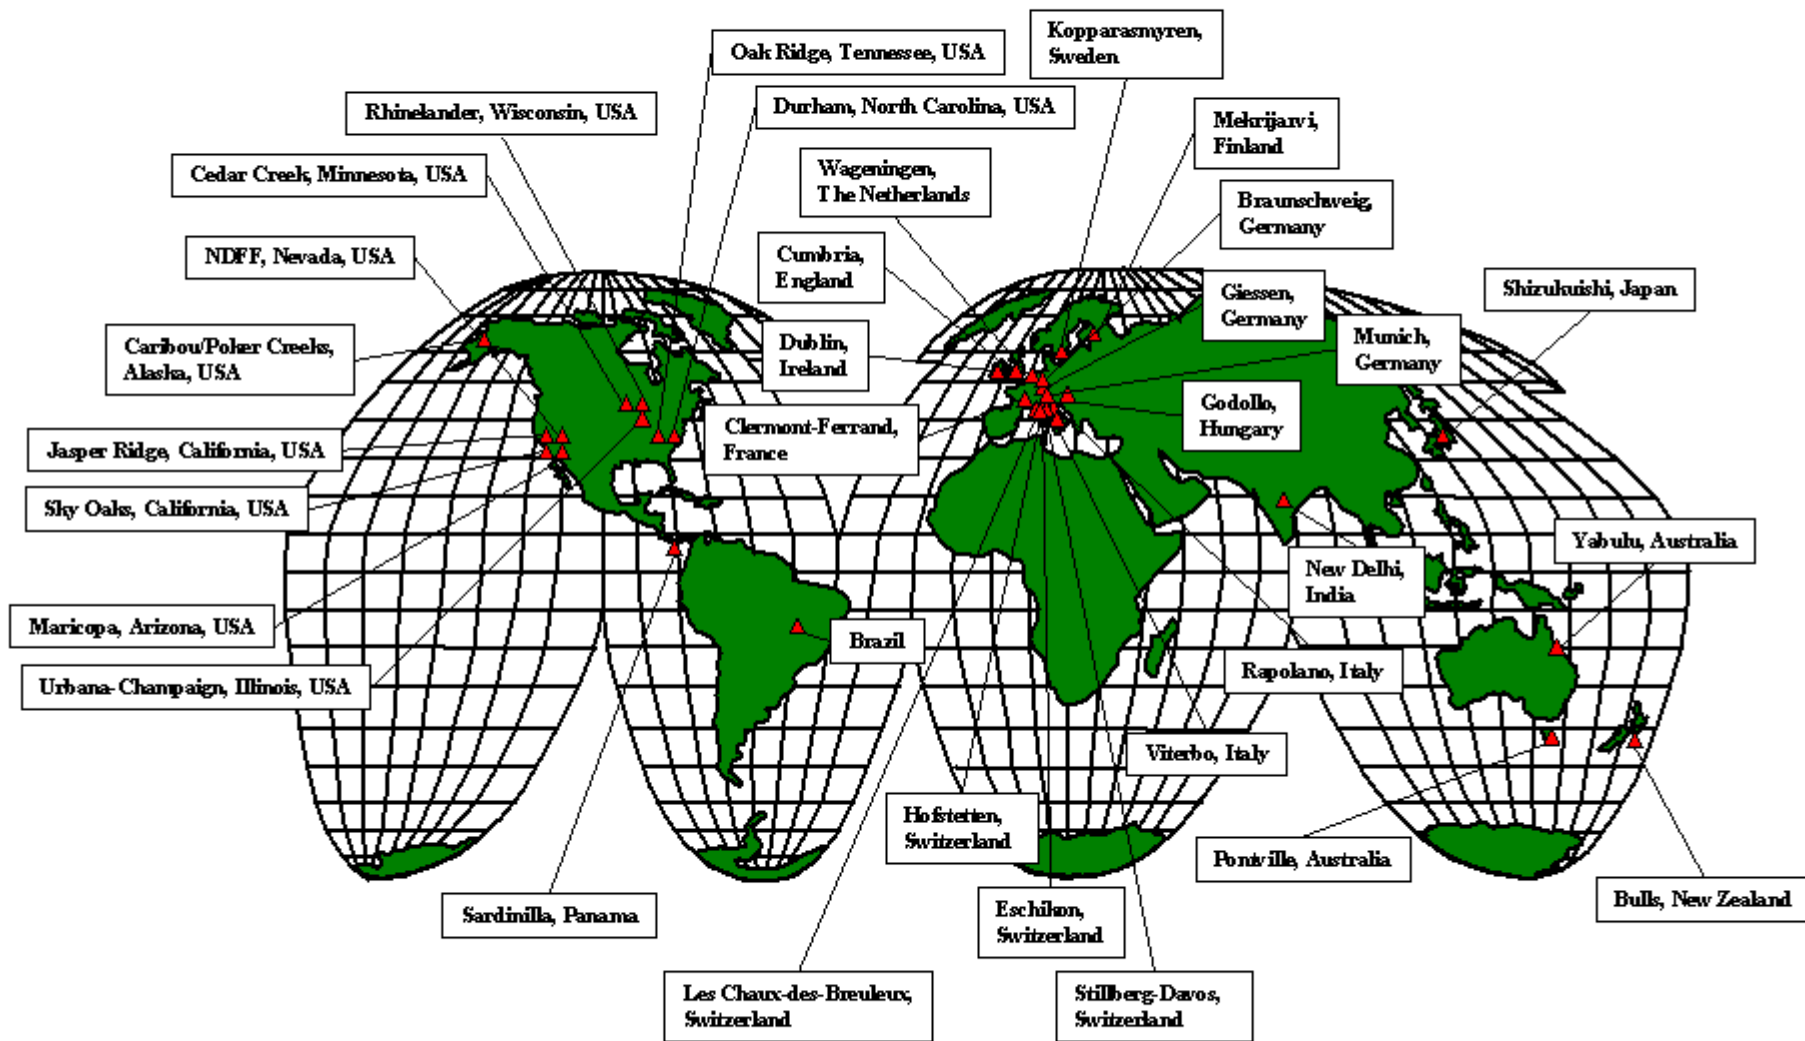 Kopparasmyren,
Sweden
Oak Ridge, Tennessee, USA
Rhinelander, Wisconsin, USA
Durham, North Carolina, USA
Mekrijarvi,
Finland
Cedar Creek, Minnesota, USA
Wageningen,
The Netherlands
Braunschweig,
Germany
NDFF, Nevada, USA
Cumbria,
England
Giessen,
Germany
Shizukuishi, Japan
Caribou/Poker Creeks,
Alaska, USA
Dublin,
Ireland
Munich,
Germany
Godollo,
Hungary
Clermont-Ferrand,
France
Jasper Ridge, California, USA
Sky Oaks, California, USA
Yabulu, Australia
New Delhi,
India
Maricopa, Arizona, USA
Brazil
Urbana-Champaign, Illinois, USA
Rapolano, Italy
Viterbo, Italy
Hofstetten,
Switzerland
Pontville, Australia
Bulls, New Zealand
Sardinilla, Panama
Eschikon,
Switzerland
Les Chaux-des-Breuleux,
Switzerland
Stillberg-Davos,
Switzerland